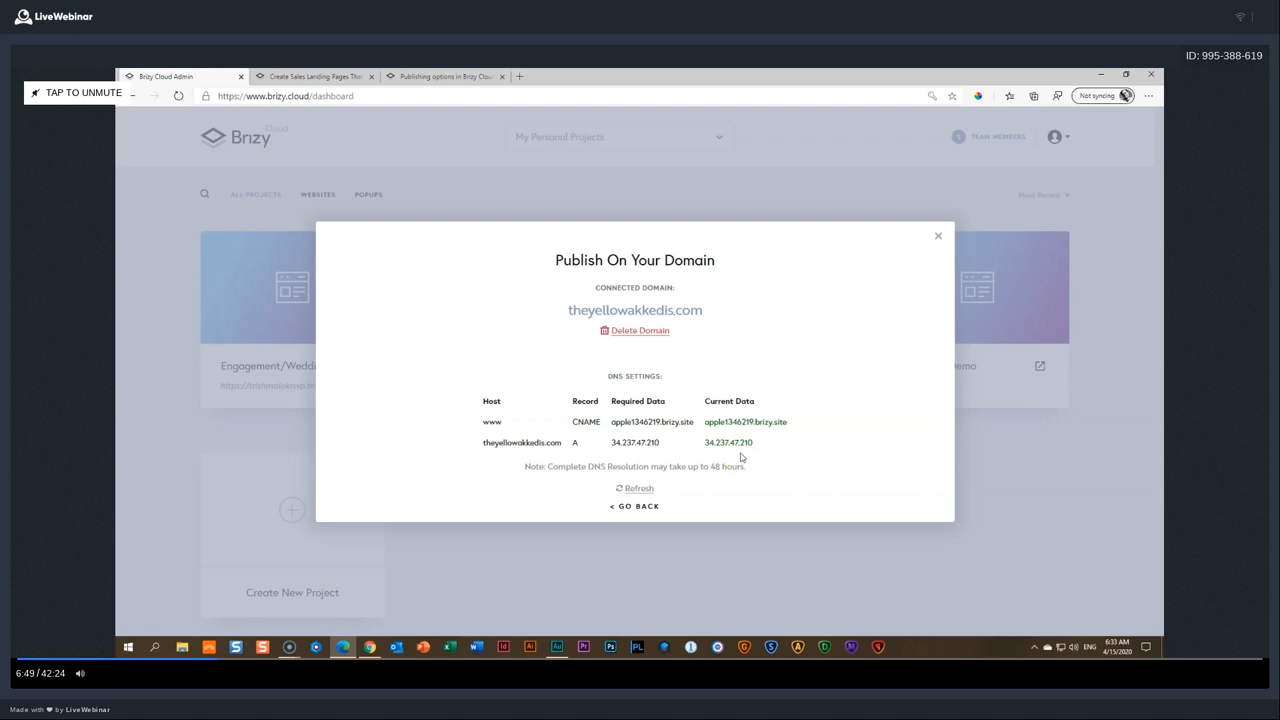 LiveWebinar
ID: 995-388-619
Brizy Cloud Admin
Create Sales Landing Pages Tha
Publishing options in Brizy Clou
TAP TO UNMUTE
https://www.brizy.cloud/dashboard
Not syncing
Brizy Cloud
My Personal Projects
1 TEAM MEMBERS
ALL PROJECTS WEBSITES POPUPS
Most Recent
Publish On Your Domain
CONNECTED DOMAIN:
theyellowakkedis.com
Delete Domain
Engagement/Weddi
emo
DNS SETTINGS:
Host Record Required Data Current Data
www CNAME apple1346219.brizy.site apple1346219.brizy.site
theyellowakkedis.com A 34.237.47.210 34.237.47.210
Note: Complete DNS Resolution may take up to 48 hours.
Refresh
< GO BACK
Create New Project
ENG
6:33 AM
4/15/2020
6:49 / 42:24
Made with ❤ by LiveWebinar